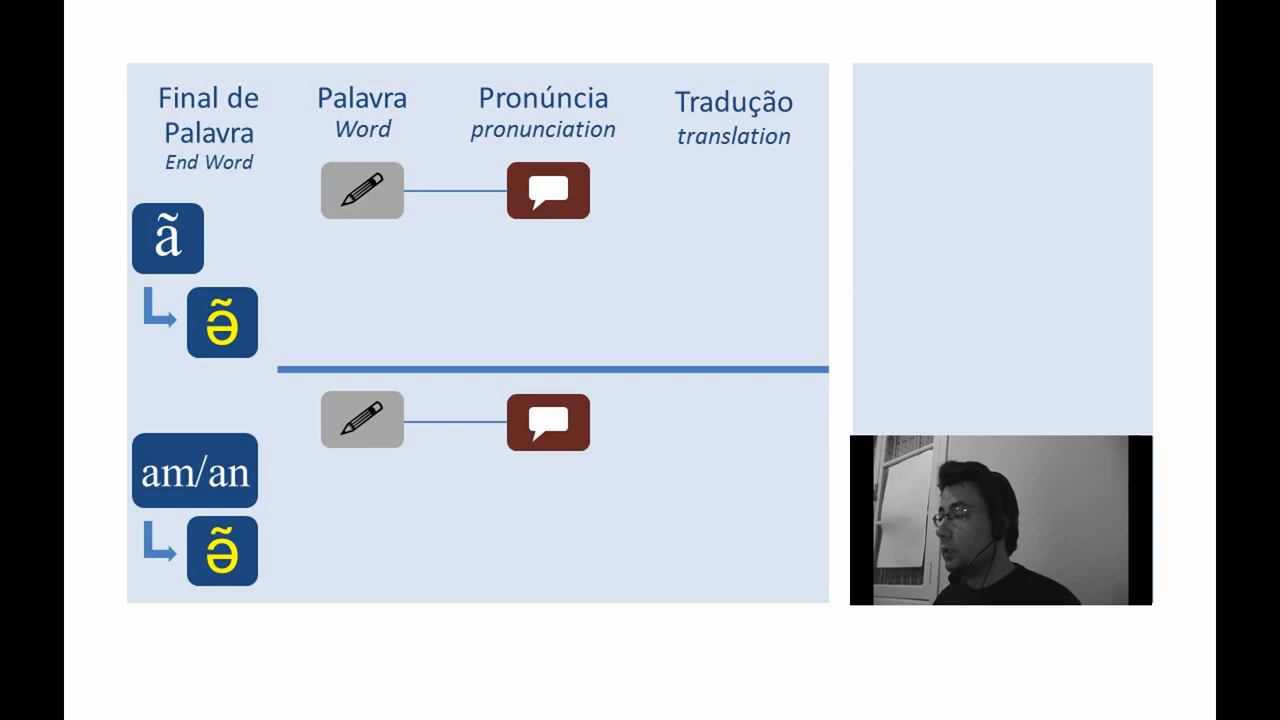 Final de
Palavra
End Word
Palavra
Word
Pronúncia
pronunciation
Tradução
translation
ã
ə̃
am/an
ə̃